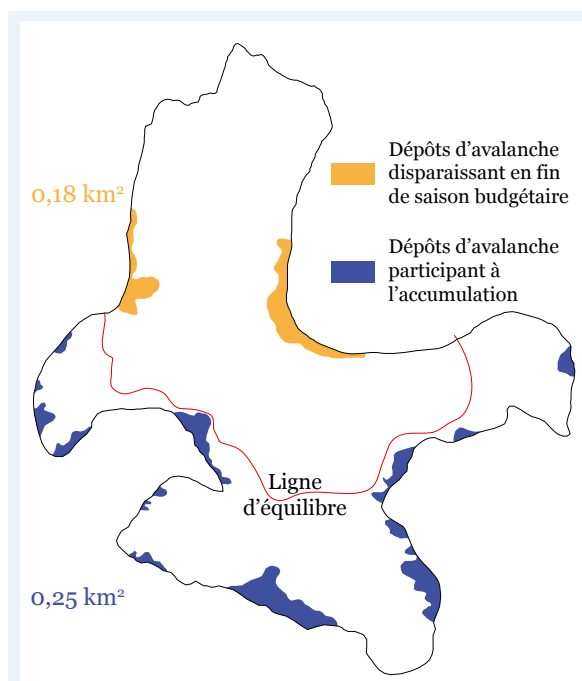 Dépôts d’avalanche
disparaissant en fin
de saison budgétaire
0,18 km²
Dépôts d’avalanche
participant à
l’accumulation
Ligne
d’équilibre
0,25 km²